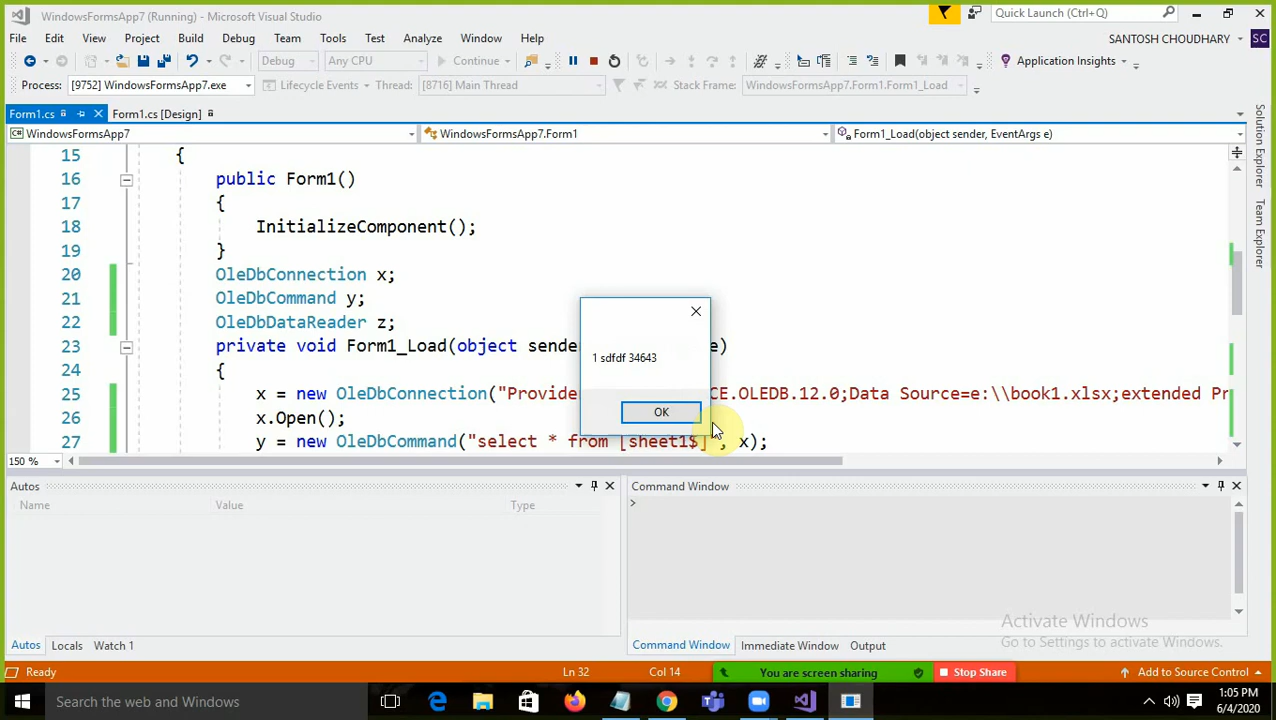 WindowsFormsApp7 (Running) - Microsoft Visual Studio
Quick Launch (Ctrl+Q)
File Edit View Project Build Debug Team Tools Test Analyze Window Help
SANTOSH CHOUDHARY SC
Debug Any CPU Continue Application Insights
Process: [9752] WindowsFormsApp7.exe Lifecycle Events Thread: [8716] Main Thread Stack Frame: WindowsFormsApp7.Form1.Form1_Load
Form1.cs Form1.cs [Design]
C# WindowsFormsApp7 WindowsFormsApp7.Form1 Form1_Load(object sender, EventArgs e)
15 {
16 public Form1()
17 {
18 InitializeComponent();
19 }
20 OleDbConnection x;
21 OleDbCommand y;
22 OleDbDataReader z;
23 private void Form1_Load(object send e)
24 {
25 x = new OleDbConnection("Provide CE.OLEDB.12.0;Data Source=e:\\book1.xlsx;extended Pr
26 x.Open();
27 y = new OleDbCommand("select * from [sheet1$]", x);
1 sdfdf 34643
OK
150 %
Autos
Name Value Type
Command Window
>
Solution Explorer
Team Explorer
Activate Windows
Go to Settings to activate Windows.
Autos Locals Watch 1
Command Window Immediate Window Output
Ready Ln 32 Col 14 You are screen sharing Stop Share Add to Source Control
Search the web and Windows
1:05 PM
6/4/2020